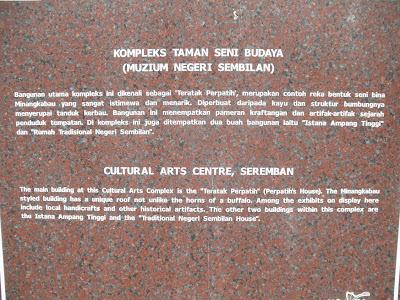 KOMPLEKS TAMAN SENI BUDAYA
(MUZIUM NEGERI SEMBILAN)
Bangunan utama kompleks ini dikenali sebagai "Teratak Perpatih", merupakan contoh reka bentuk seni bina
Minangkabau yang sangat istimewa dan menarik. Diperbuat daripada kayu dan struktur bumbungnya
menyerupai tanduk kerbau. Bangunan ini menempatkan pameran kraftangan dan artifak-artifak sejarah
penduduk tempatan. Di kompleks ini juga ditempatkan dua buah bangunan iaitu "Istana Ampang Tinggi"
dan "Rumah Tradisional Negeri Sembilan".
CULTURAL ARTS CENTRE, SEREMBAN
The main building at this Cultural Arts Complex is the "Teratak Perpatih" (Perpatih's House). The Minangkabau
styled building has a unique roof not unlike the horns of a buffalo. Among the exhibits on display here
include local handicrafts and other historical artifacts. The other two buildings within this complex are
the Istana Ampang Tinggi and the "Traditional Negeri Sembilan House".